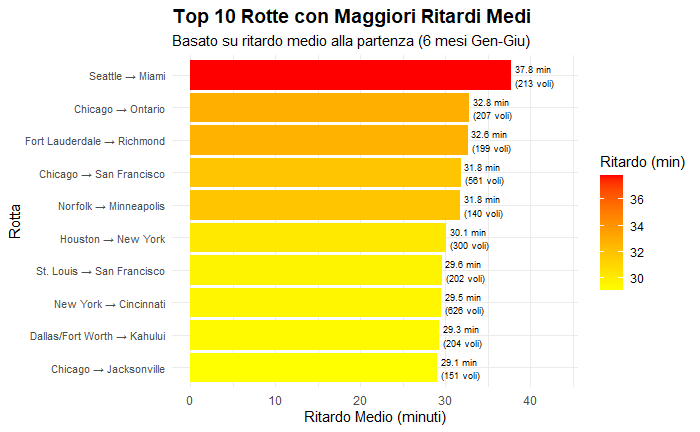 Top 10 Rotte con Maggiori Ritardi Medi
Basato su ritardo medio alla partenza (6 mesi Gen-Giu)
Rotta
Seattle → Miami
37.8 min
(213 voli)
Chicago → Ontario
32.8 min
(207 voli)
Fort Lauderdale → Richmond
32.6 min
(199 voli)
Chicago → San Francisco
31.8 min
(561 voli)
Norfolk → Minneapolis
31.8 min
(140 voli)
Houston → New York
30.1 min
(300 voli)
St. Louis → San Francisco
29.6 min
(202 voli)
New York → Cincinnati
29.5 min
(626 voli)
Dallas/Fort Worth → Kahului
29.3 min
(204 voli)
Chicago → Jacksonville
29.1 min
(151 voli)
0 10 20 30 40
Ritardo Medio (minuti)
Ritardo (min)
36
34
32
30